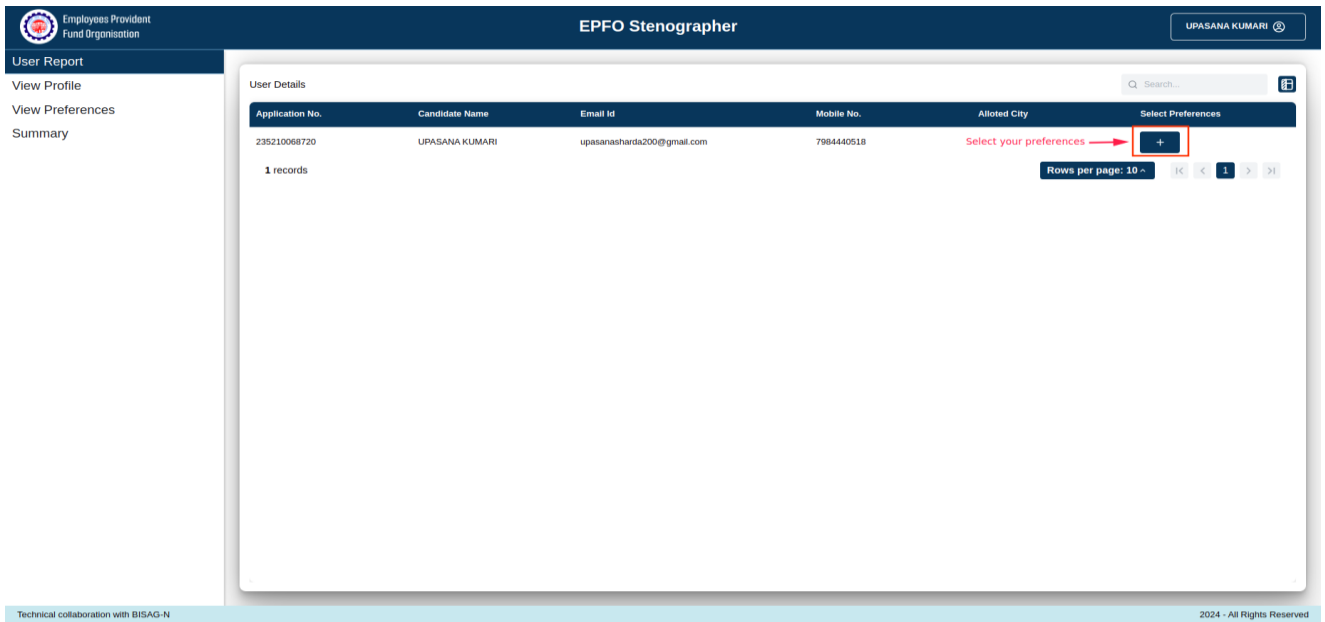 Employees Provident
Fund Organisation
EPFO Stenographer
UPASANA KUMARI
User Report
View Profile
View Preferences
Summary
User Details
Search...
Application No. Candidate Name Email Id Mobile No. Alloted City Select Preferences
235210068720 UPASANA KUMARI upasanasharda200@gmail.com 7984440518 Select your preferences +
1 records
Rows per page: 10 1
Technical collaboration with BISAG-N
2024 - All Rights Reserved